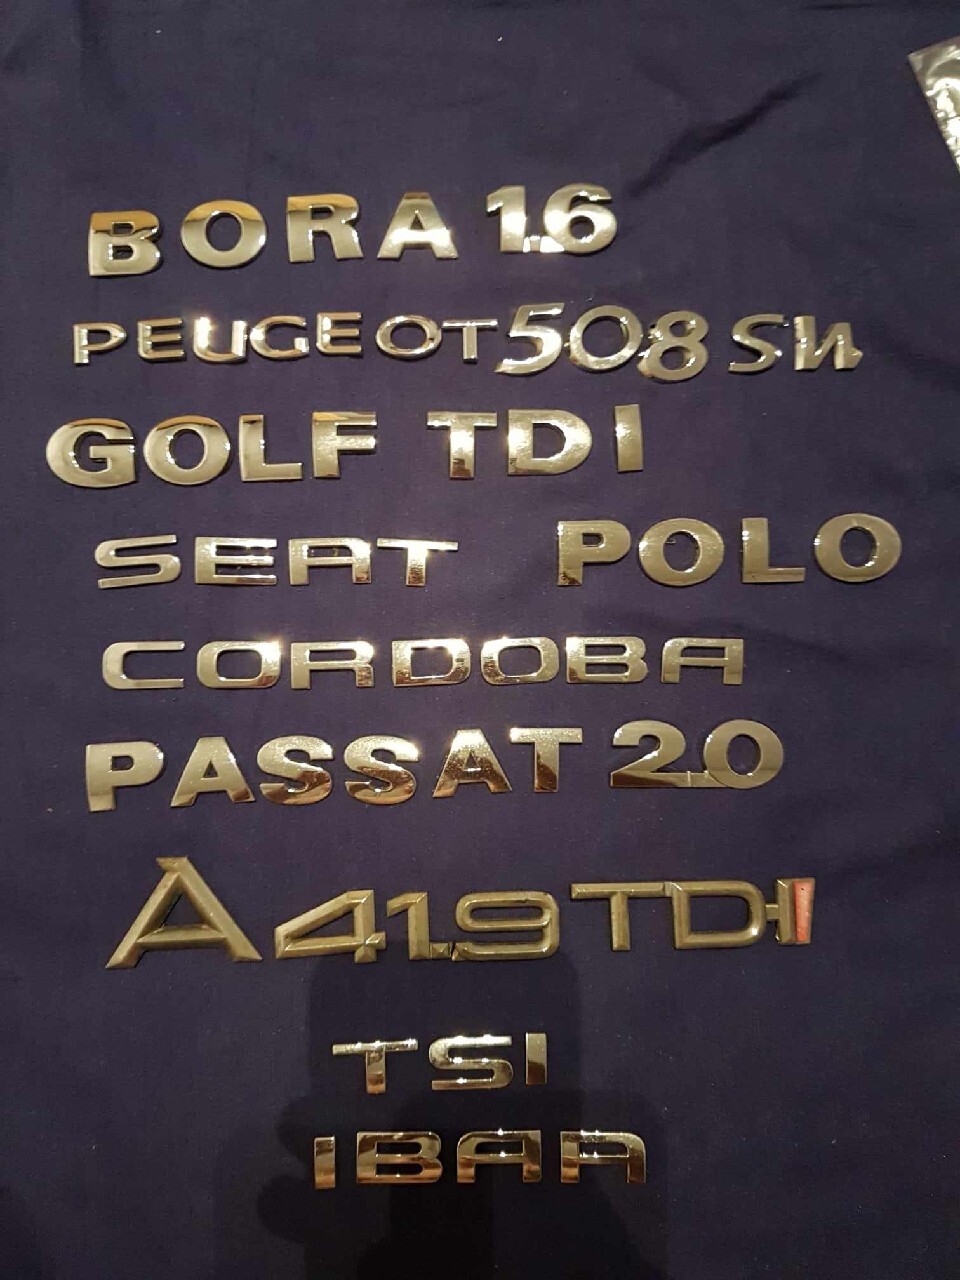 BORA 1.6
PEUGEOT 508 SW
GOLF TDI
SEAT POLO
CORDOBA
PASSAT 2.0
A4 1.9 TDI
TSI
IBAA